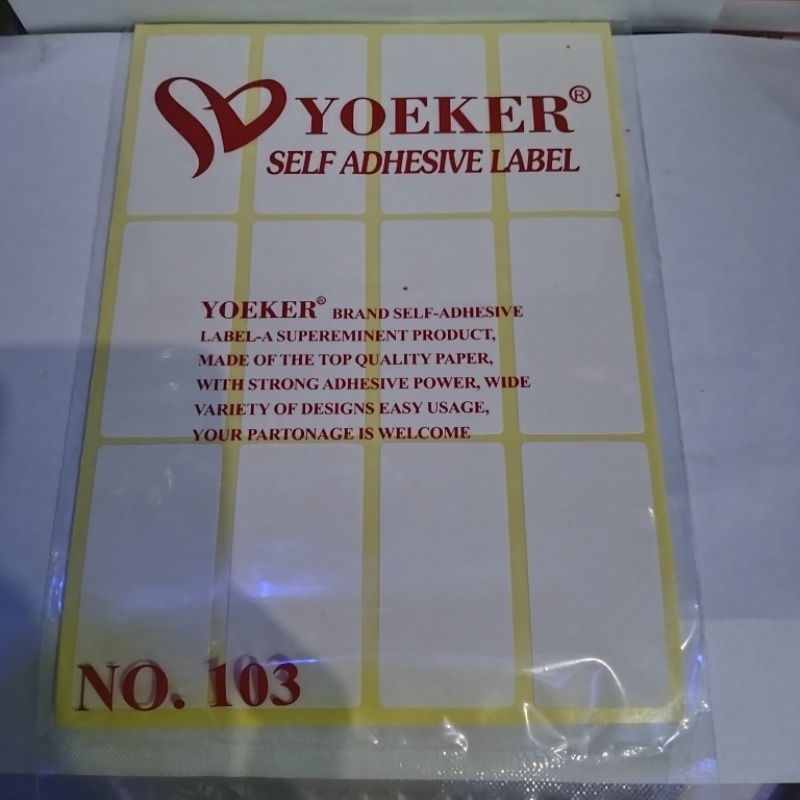 YOEKER®
SELF ADHESIVE LABEL
YOEKER® BRAND SELF-ADHESIVE
LABEL-A SUPEREMINENT PRODUCT,
MADE OF THE TOP QUALITY PAPER,
WITH STRONG ADHESIVE POWER, WIDE
VARIETY OF DESIGNS EASY USAGE,
YOUR PARTONAGE IS WELCOME
NO. 103